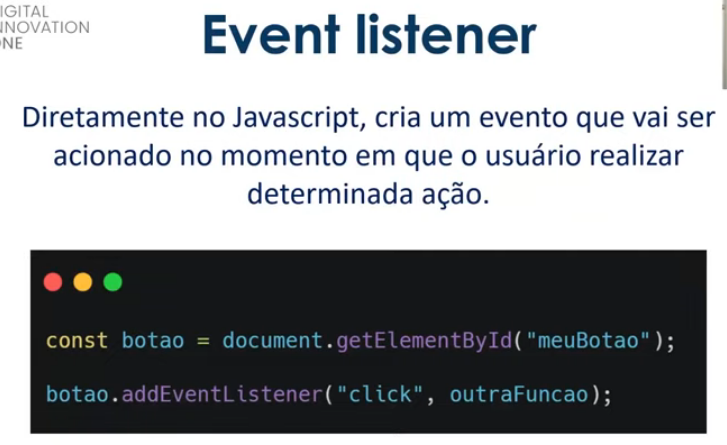 IGITAL
NNOVATION
NE
Event listener
Diretamente no Javascript, cria um evento que vai ser
acionado no momento em que o usuário realizar
determinada ação.
const botao = document.getElementById("meuBotao");
botao.addEventListener("click", outraFuncao);